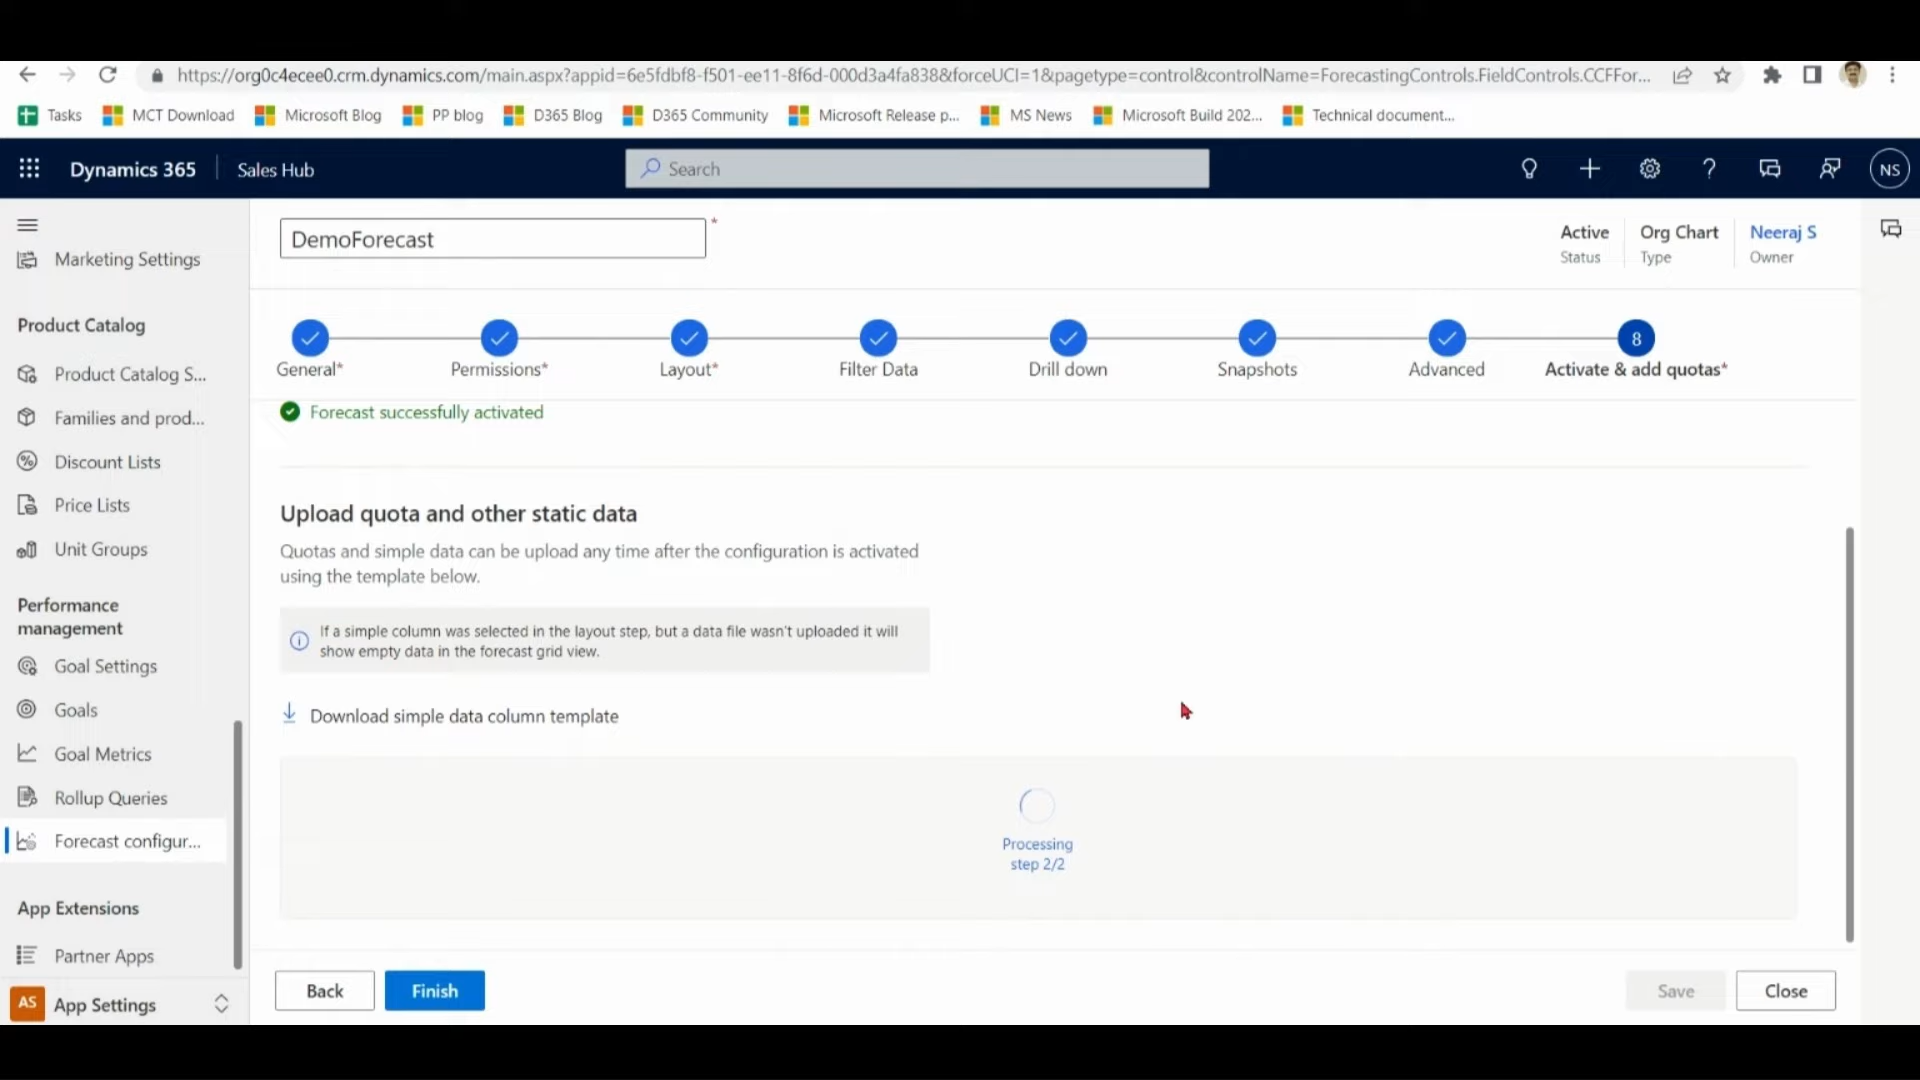 https://org0c4ecee0.crm.dynamics.com/main.aspx?appid=6e5fdbf8-f501-ee11-8f6d-000d3a4fa838&forceUCI=1&pagetype=control&controlName=ForecastingControls.FieldControls.CCFFor...
Tasks MCT Download Microsoft Blog PP blog D365 Blog D365 Community Microsoft Release p... MS News Microsoft Build 202... Technical document...
Dynamics 365 Sales Hub Search NS
Marketing Settings
Product Catalog
Product Catalog S...
Families and prod...
Discount Lists
Price Lists
Unit Groups
Performance
management
Goal Settings
Goals
Goal Metrics
Rollup Queries
Forecast configur...
App Extensions
Partner Apps
AS App Settings
DemoForecast *
Active Org Chart Neeraj S
Status Type Owner
8
General* Permissions* Layout* Filter Data Drill down Snapshots Advanced Activate & add quotas*
Forecast successfully activated
Upload quota and other static data
Quotas and simple data can be upload any time after the configuration is activated
using the template below.
If a simple column was selected in the layout step, but a data file wasn't uploaded it will
show empty data in the forecast grid view.
Download simple data column template
Processing
step 2/2
Back Finish Save Close